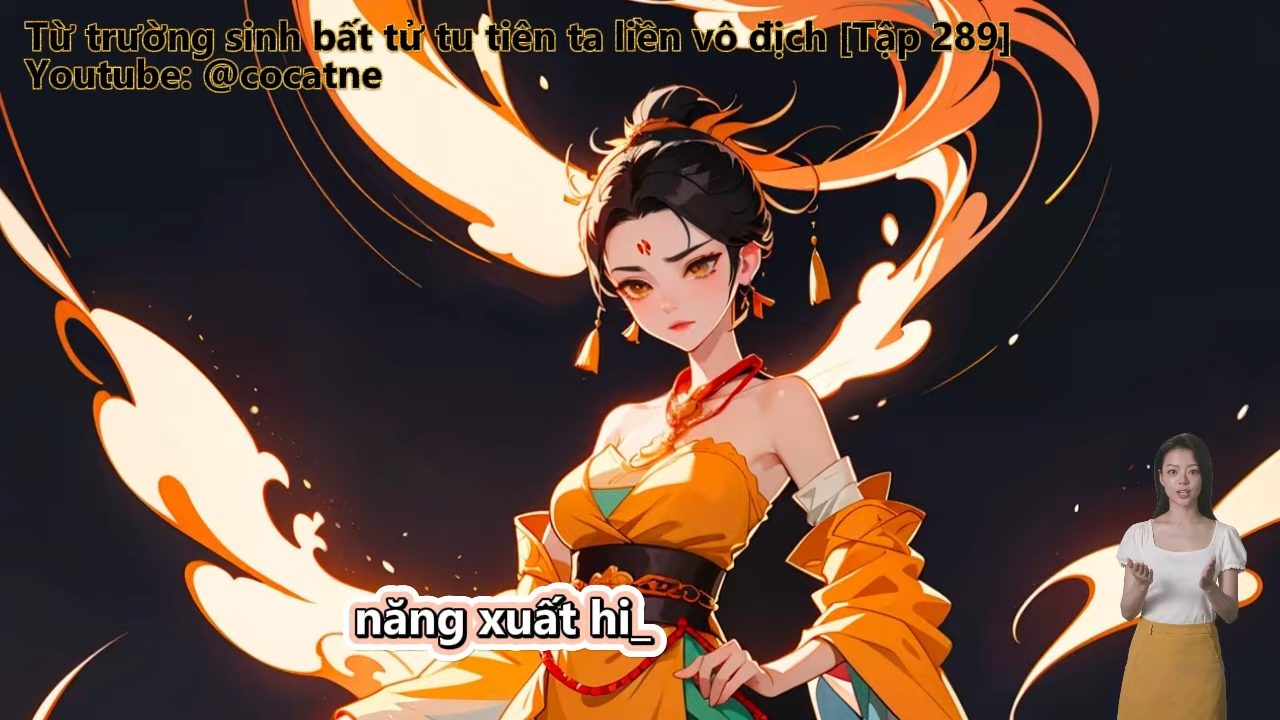 Từ trường sinh bất tử tu tiên ta liền vô địch [Tập 289]
Youtube: @cocatne
năng xuất hi_